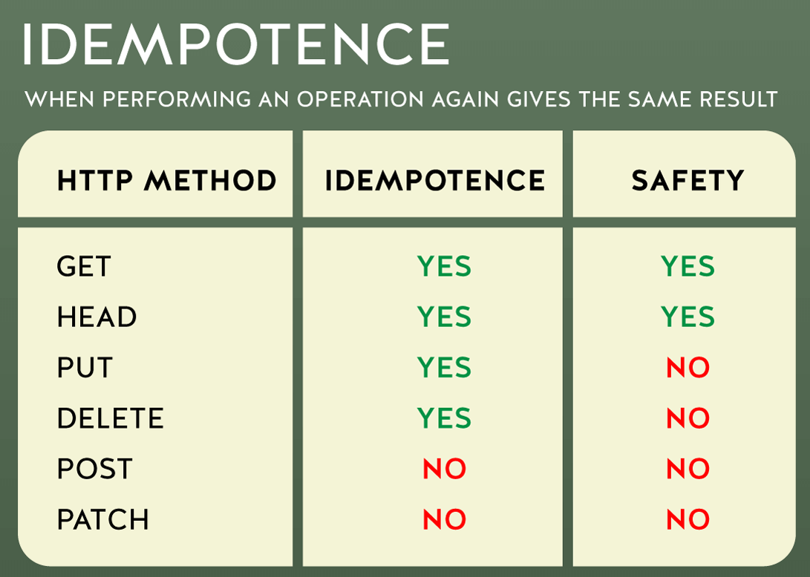 IDEMPOTENCE
WHEN PERFORMING AN OPERATION AGAIN GIVES THE SAME RESULT
HTTP METHOD IDEMPOTENCE SAFETY
GET YES YES
HEAD YES YES
PUT YES NO
DELETE YES NO
POST NO NO
PATCH NO NO